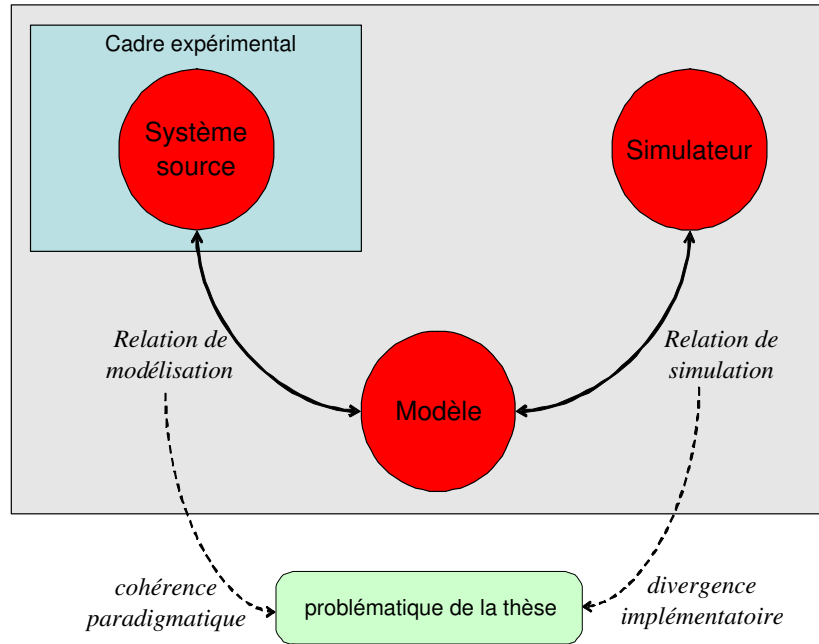 Cadre expérimental
Système
source
Simulateur
Relation de
modélisation
Relation de
simulation
Modèle
cohérence
paradigmatique
problématique de la thèse
divergence
implémentatoire